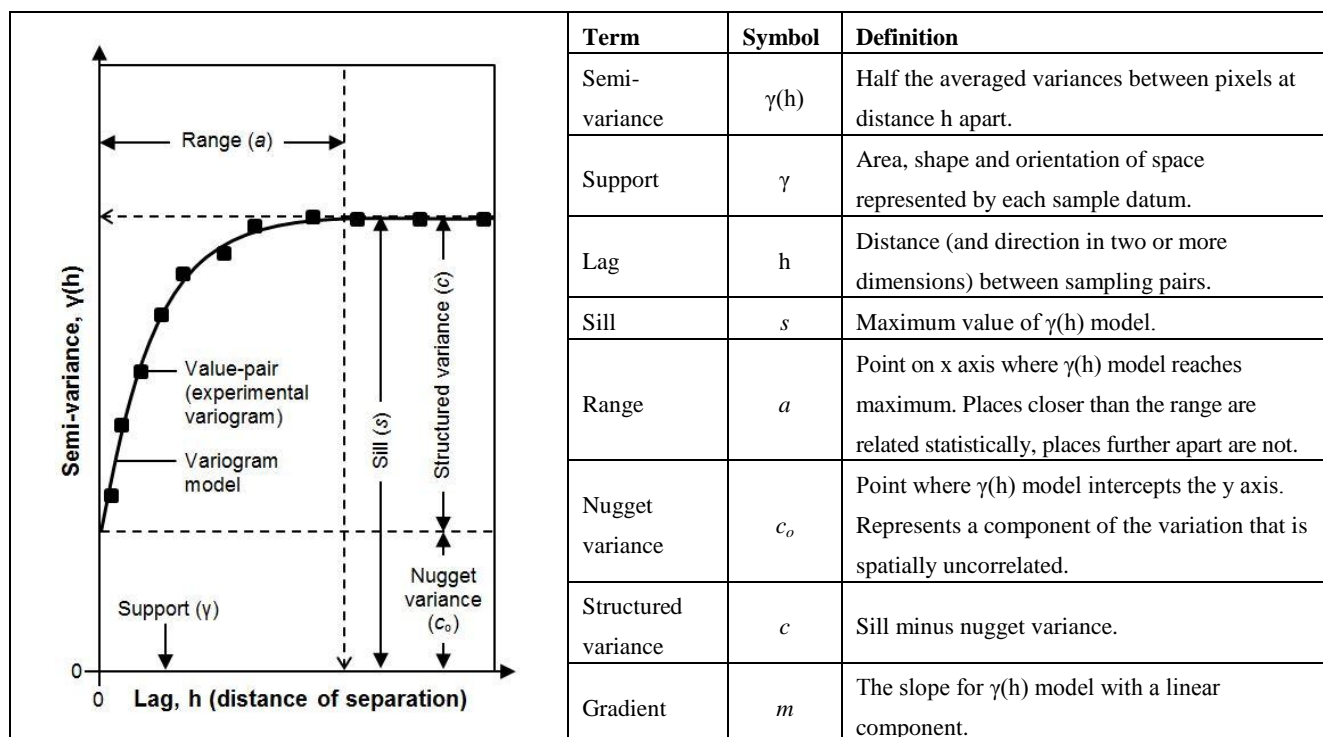 Semi-variance, γ(h)
Range (a)
Value-pair
(experimental
variogram)
Variogram
model
Sill (s)
Structured variance (c)
Nugget
variance
(cₒ)
Support (γ)
0
0
Lag, h (distance of separation)
Term Symbol Definition
Semi-
variance
γ(h)
Half the averaged variances between pixels at
distance h apart.
Support
γ
Area, shape and orientation of space
represented by each sample datum.
Lag
h
Distance (and direction in two or more
dimensions) between sampling pairs.
Sill
s
Maximum value of γ(h) model.
Range
a
Point on x axis where γ(h) model reaches
maximum. Places closer than the range are
related statistically, places further apart are not.
Nugget
variance
cₒ
Point where γ(h) model intercepts the y axis.
Represents a component of the variation that is
spatially uncorrelated.
Structured
variance
c
Sill minus nugget variance.
Gradient
m
The slope for γ(h) model with a linear
component.